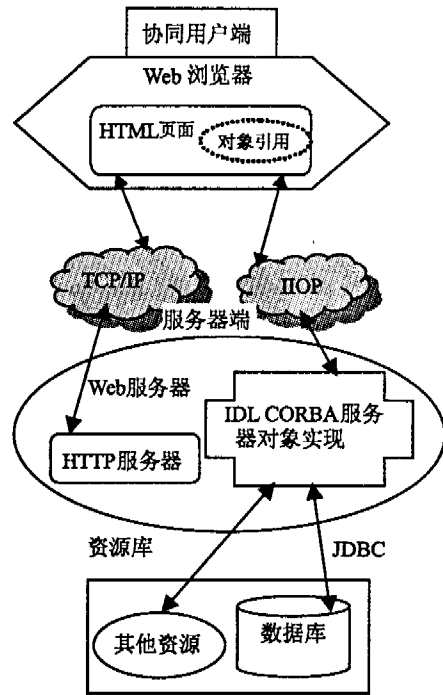 协同用户端
Web 浏览器
HTML页面
对象引用
TCP/IP
IIOP
服务器端
Web服务器
IDL CORBA服务
器对象实现
HTTP服务器
资源库
JDBC
其他资源
数据库